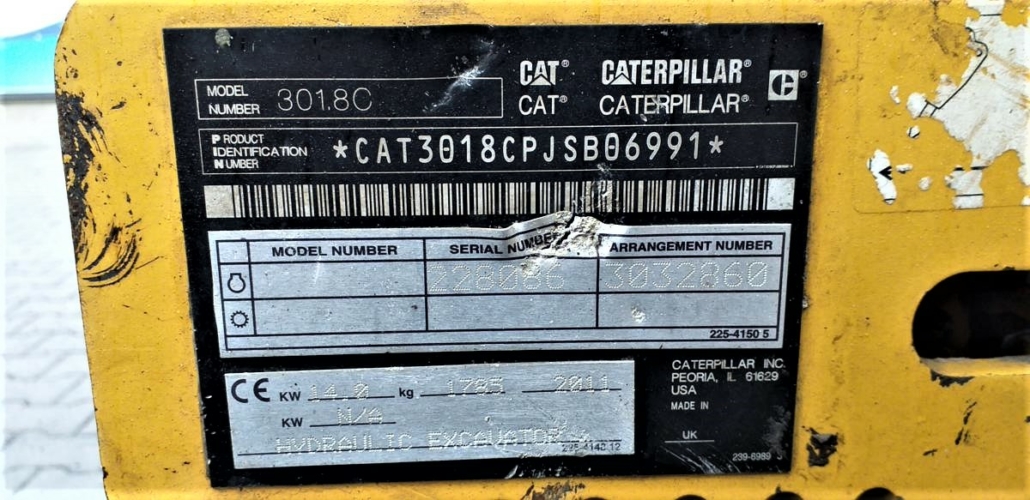 CAT® CATERPILLAR®
MODEL NUMBER 301.8C
CAT® CATERPILLAR®
PRODUCT IDENTIFICATION NUMBER *CAT3018CPJSB06991*
MODEL NUMBER SERIAL NUMBER ARRANGEMENT NUMBER
228086 3032860
225-4150 5
CE KW 14.0 kg 1785 2011
KW N/A
HYDRAULIC EXCAVATOR
CATERPILLAR INC.
PEORIA, IL 61629
USA
MADE IN
UK
239-6989